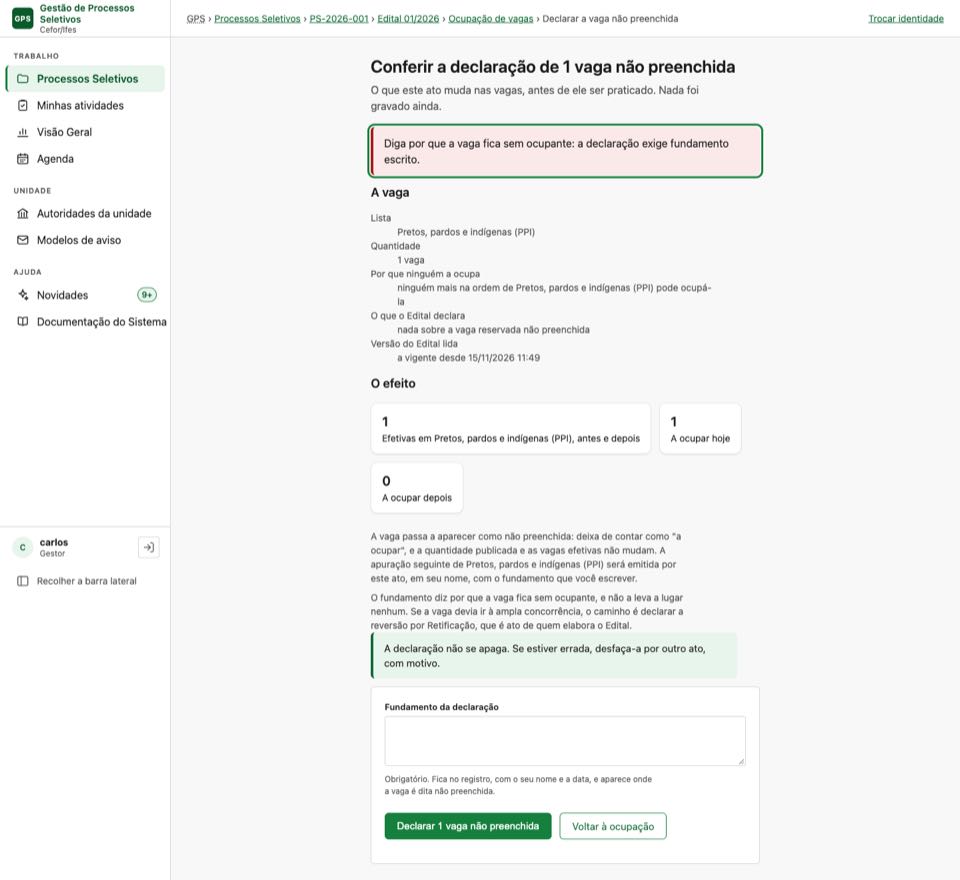 GPS
Gestão de Processos
Seletivos
Cefor/Ifes
GPS › Processos Seletivos › PS-2026-001 › Edital 01/2026 › Ocupação de vagas › Declarar a vaga não preenchida
Trocar identidade
TRABALHO
Processos Seletivos
Minhas atividades
Visão Geral
Agenda
UNIDADE
Autoridades da unidade
Modelos de aviso
AJUDA
Novidades 9+
Documentação do Sistema
C
carlos
Gestor
Recolher a barra lateral
Conferir a declaração de 1 vaga não preenchida
O que este ato muda nas vagas, antes de ele ser praticado. Nada foi
gravado ainda.
Diga por que a vaga fica sem ocupante: a declaração exige fundamento
escrito.
A vaga
Lista
Pretos, pardos e indígenas (PPI)
Quantidade
1 vaga
Por que ninguém a ocupa
ninguém mais na ordem de Pretos, pardos e indígenas (PPI) pode ocupá-
la
O que o Edital declara
nada sobre a vaga reservada não preenchida
Versão do Edital lida
a vigente desde 15/11/2026 11:49
O efeito
1
Efetivas em Pretos, pardos e indígenas (PPI), antes e depois
1
A ocupar hoje
0
A ocupar depois
A vaga passa a aparecer como não preenchida: deixa de contar como "a
ocupar", e a quantidade publicada e as vagas efetivas não mudam. A
apuração seguinte de Pretos, pardos e indígenas (PPI) será emitida por
este ato, em seu nome, com o fundamento que você escrever.
O fundamento diz por que a vaga fica sem ocupante, e não a leva a lugar
nenhum. Se a vaga devia ir à ampla concorrência, o caminho é declarar a
reversão por Retificação, que é ato de quem elabora o Edital.
A declaração não se apaga. Se estiver errada, desfaça-a por outro ato,
com motivo.
Fundamento da declaração
Obrigatório. Fica no registro, com o seu nome e a data, e aparece onde
a vaga é dita não preenchida.
Declarar 1 vaga não preenchida
Voltar à ocupação